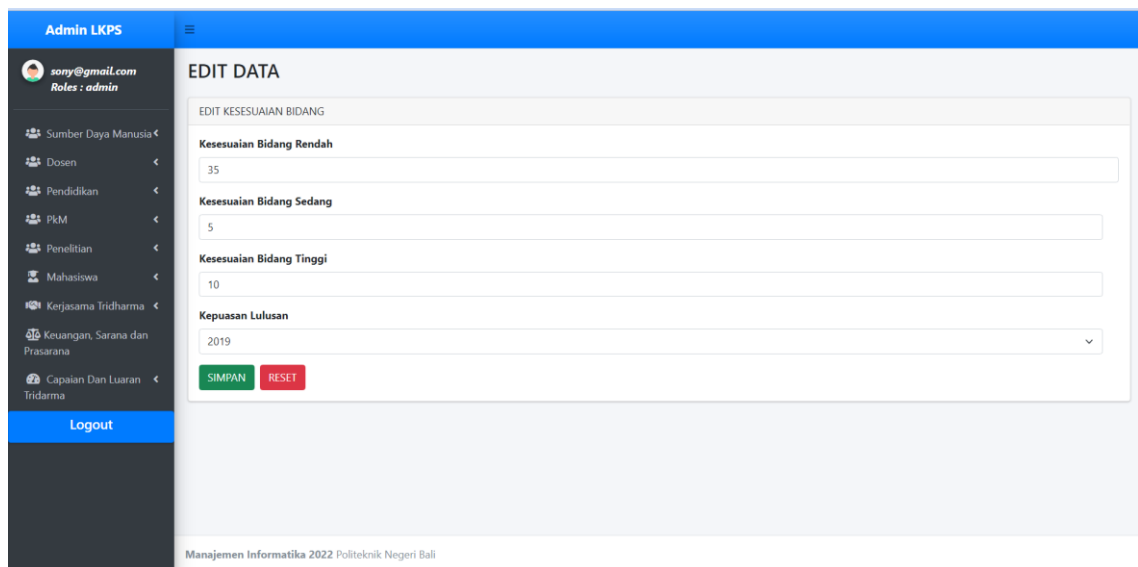 Admin LKPS
sony@gmail.com
Roles : admin
Sumber Daya Manusia
Dosen
Pendidikan
PkM
Penelitian
Mahasiswa
Kerjasama Tridharma
Keuangan, Sarana dan
Prasarana
Capaian Dan Luaran
Tridarma
Logout
EDIT DATA
EDIT KESESUAIAN BIDANG
Kesesuaian Bidang Rendah
35
Kesesuaian Bidang Sedang
5
Kesesuaian Bidang Tinggi
10
Kepuasan Lulusan
2019
SIMPAN RESET
Manajemen Informatika 2022 Politeknik Negeri Bali